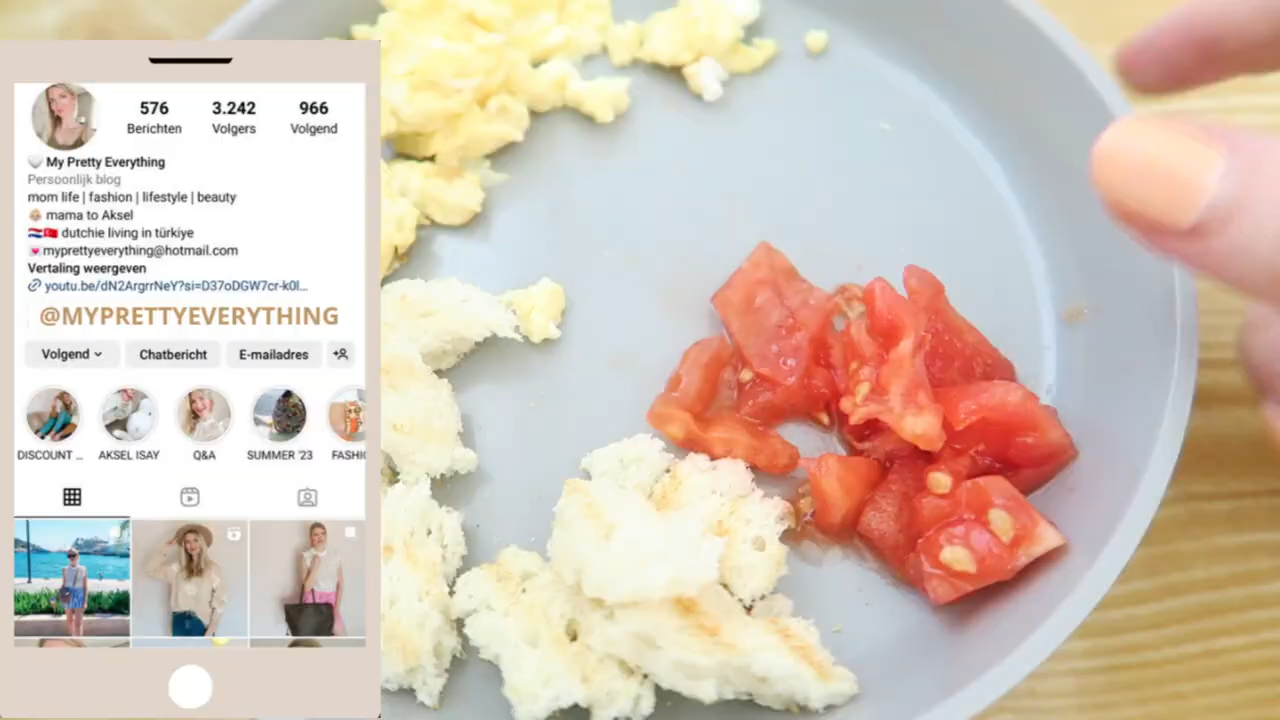 576 3.242 966
Berichten Volgers Volgend
My Pretty Everything
Persoonlijk blog
mom life | fashion | lifestyle | beauty
mama to Aksel
dutchie living in türkiye
myprettyeverything@hotmail.com
Vertaling weergeven
youtu.be/dN2ArgrrNeY?si=D37oDGW7cr-k0l...
@MYPRETTYEVERYTHING
Volgend Chatbericht E-mailadres
DISCOUNT ... AKSEL ISAY Q&A SUMMER '23 FASHI